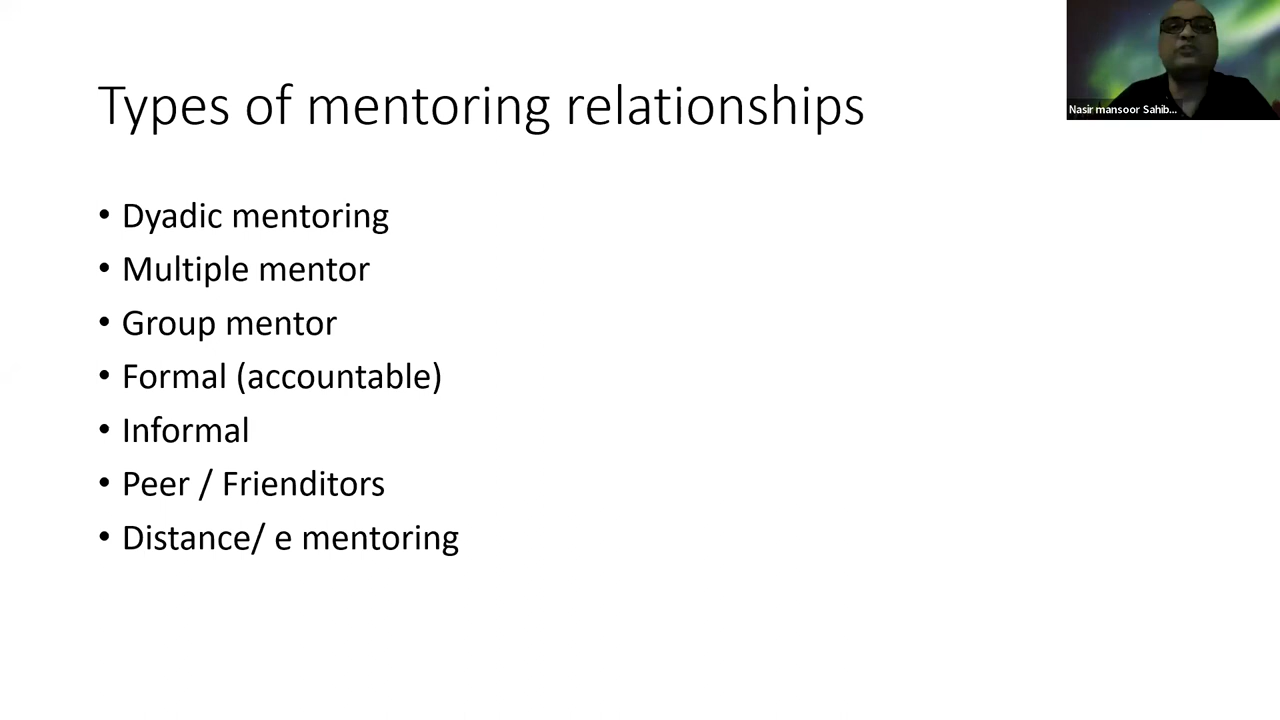 Types of mentoring relationships
Nasir mansoor Sahib...
• Dyadic mentoring
• Multiple mentor
• Group mentor
• Formal (accountable)
• Informal
• Peer / Frienditors
• Distance/ e mentoring